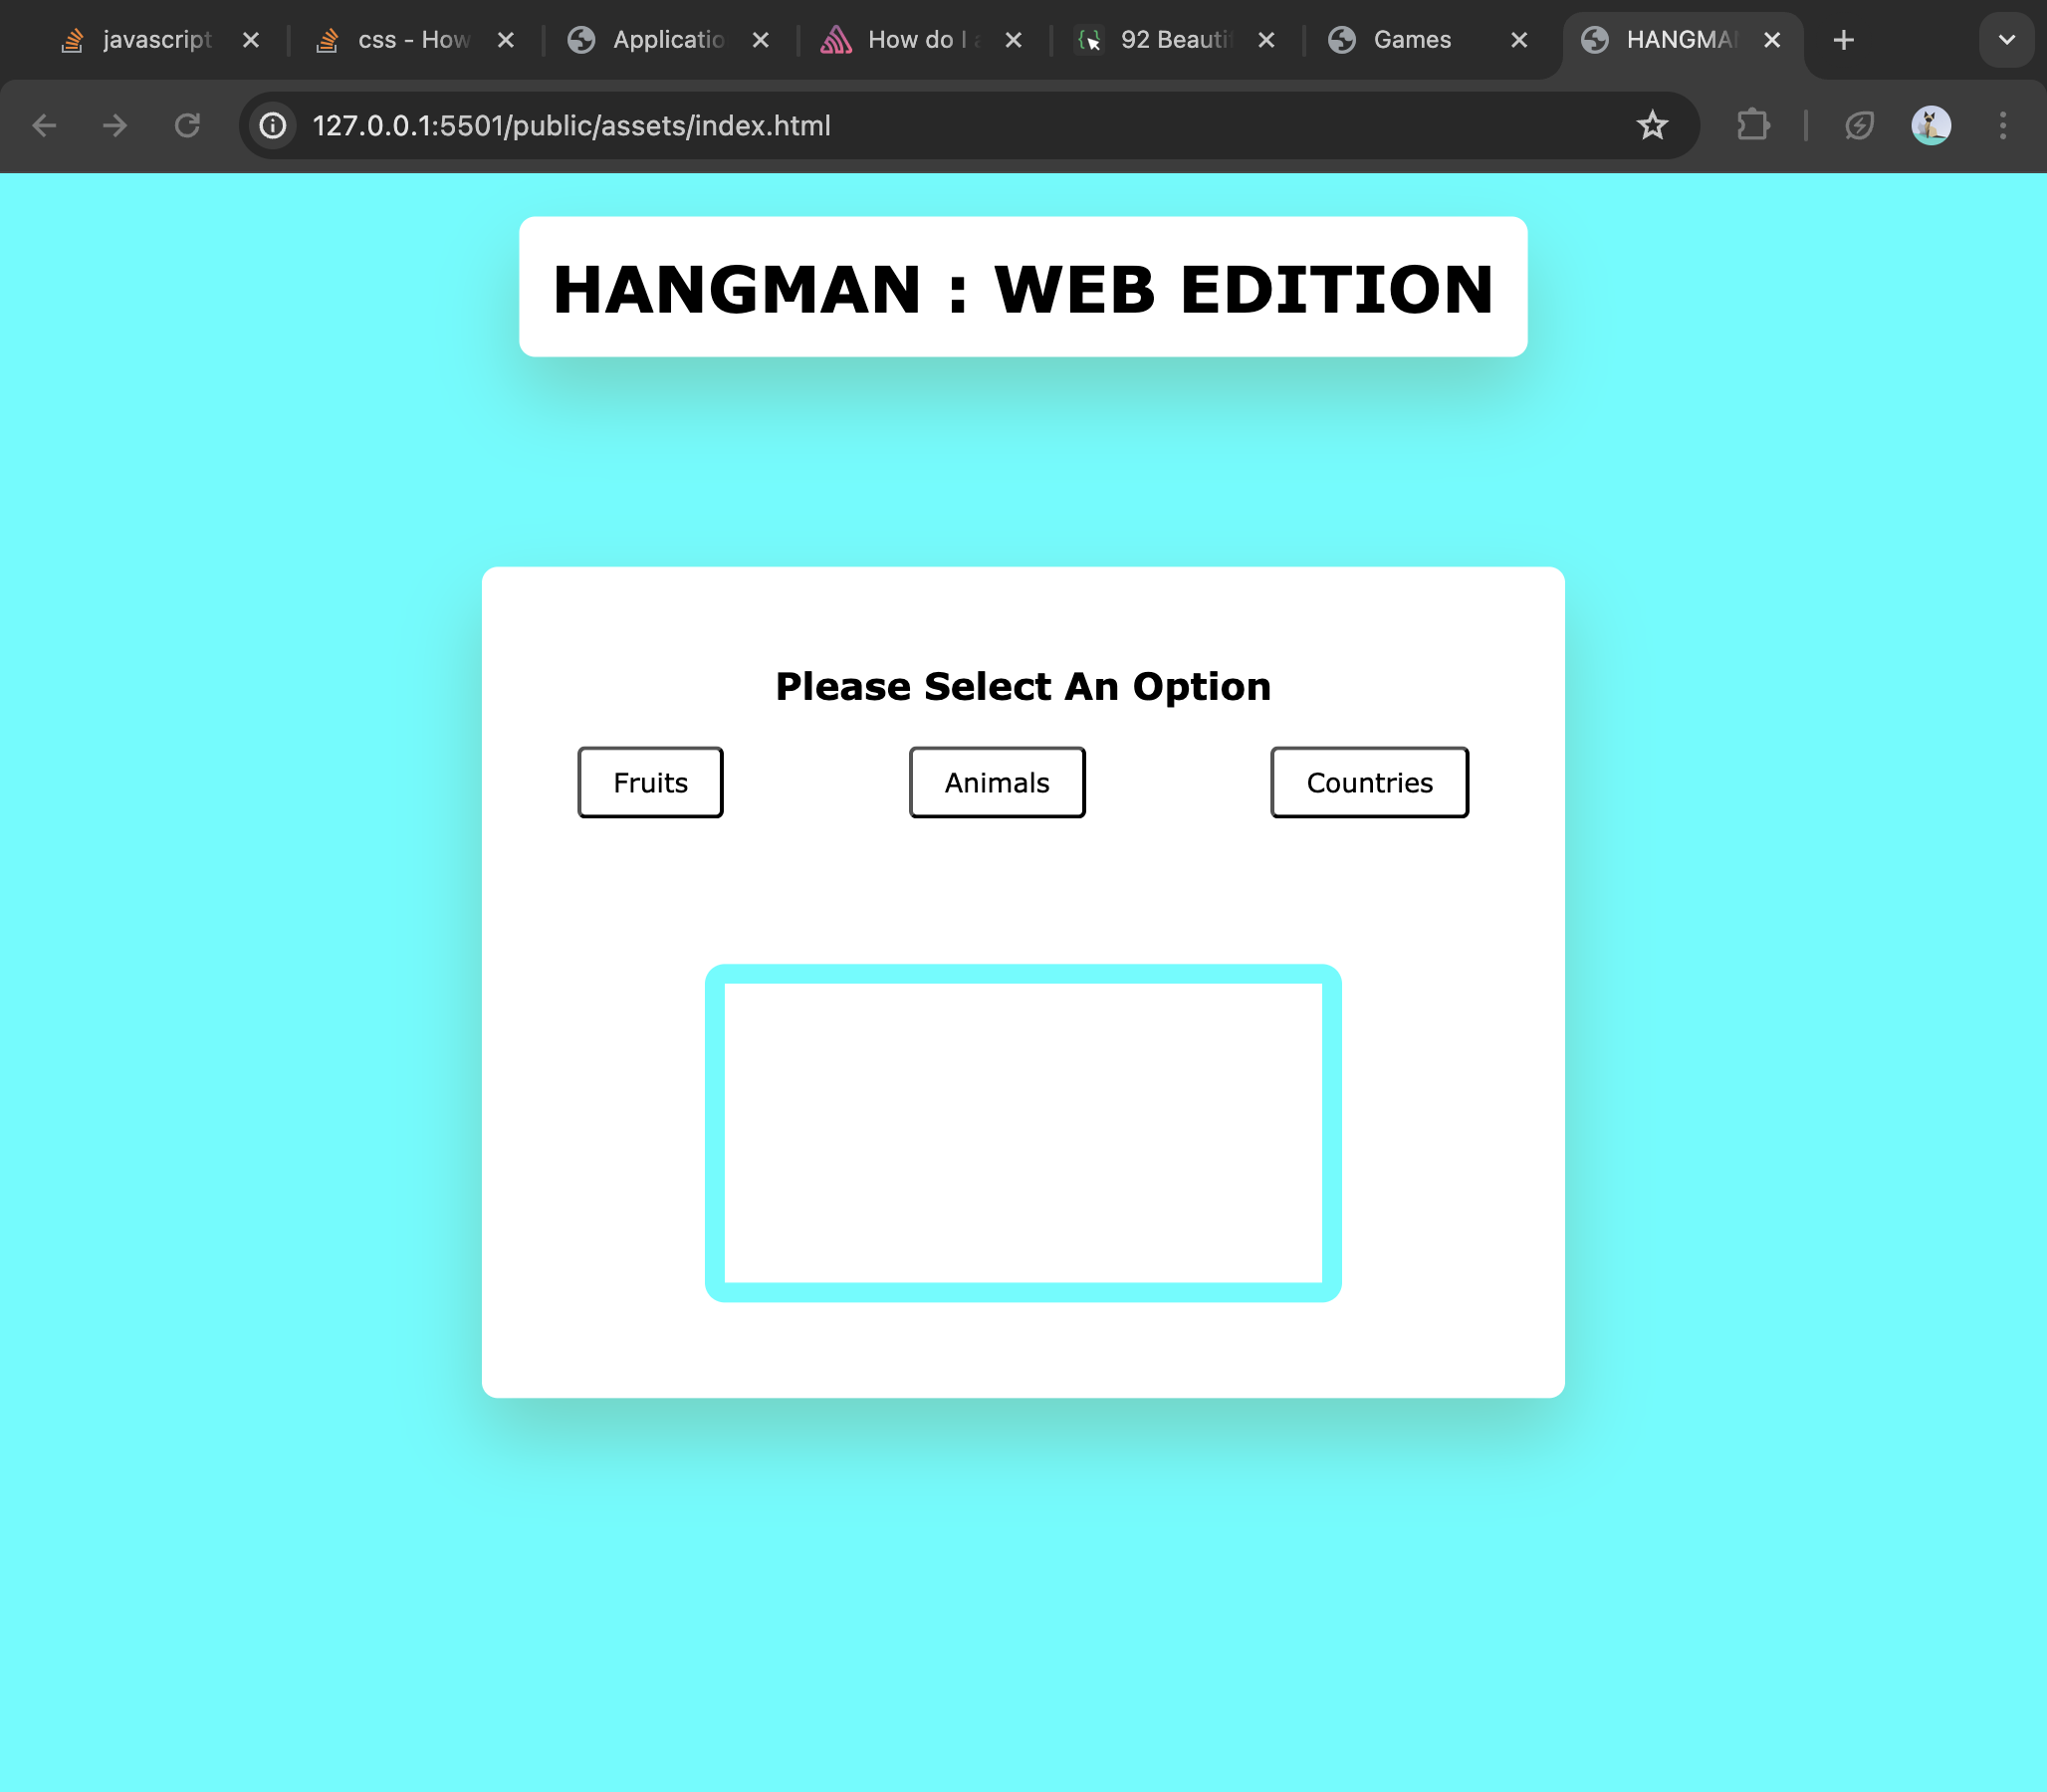 javascript
css - How
Applicatio
How do I a
92 Beauti
Games
HANGMAN
127.0.0.1:5501/public/assets/index.html
HANGMAN : WEB EDITION
Please Select An Option
Fruits
Animals
Countries